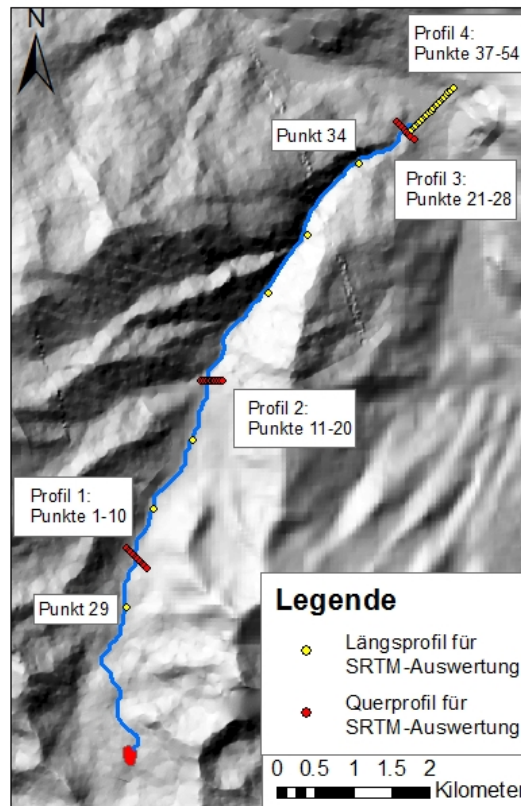 N
Profil 4:
Punkte 37-54
Punkt 34
Profil 3:
Punkte 21-28
Profil 2:
Punkte 11-20
Profil 1:
Punkte 1-10
Punkt 29
Legende
Längsprofil für
SRTM-Auswertung
Querprofil für
SRTM-Auswertung
0 0.5 1 2
Kilometer